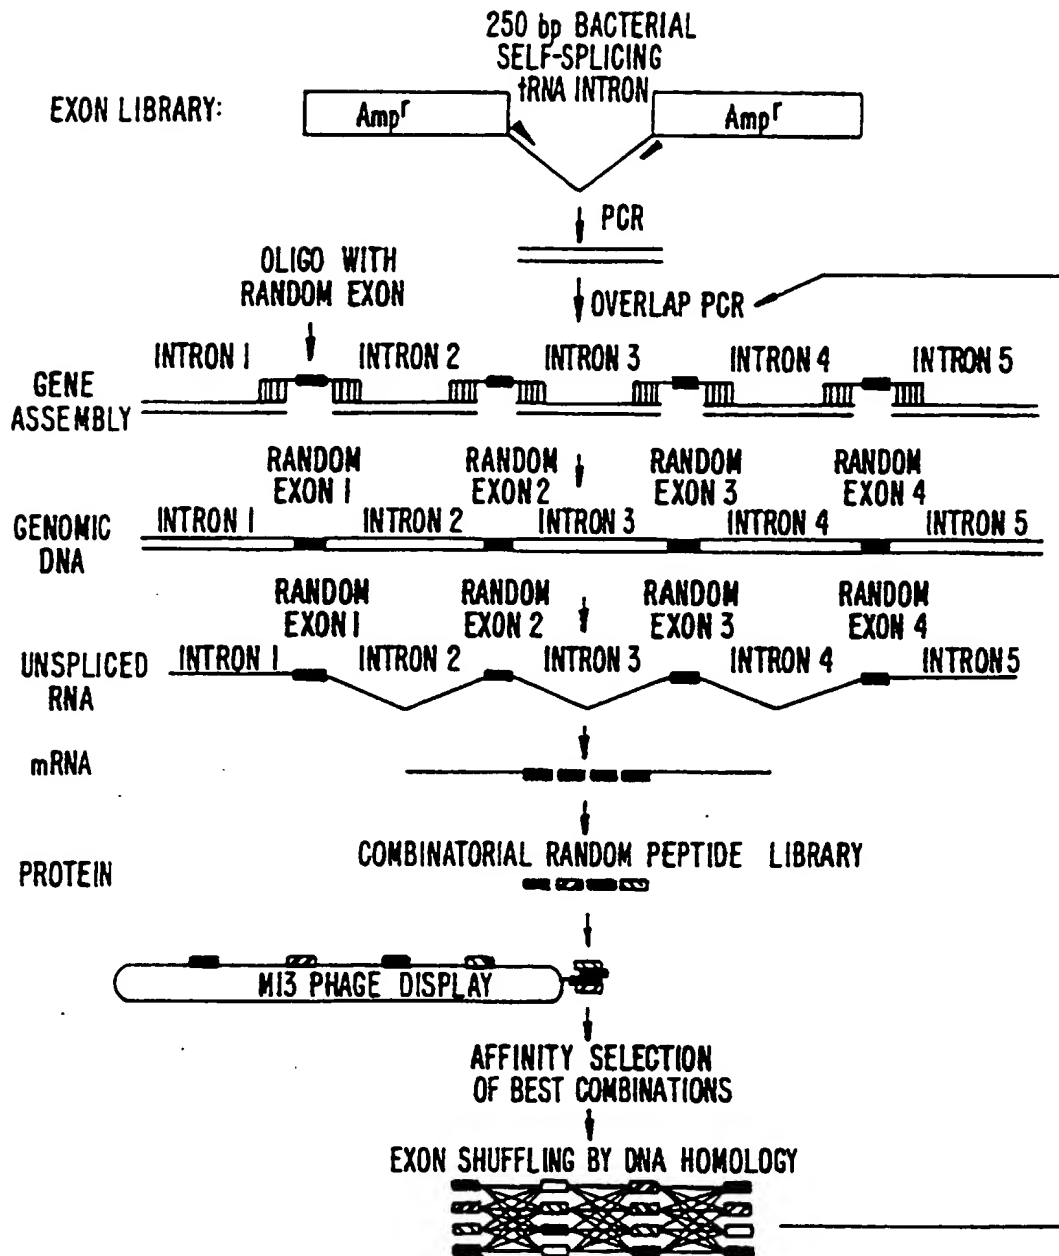 250 bp BACTERIAL
SELF-SPLICING
tRNA INTRON
EXON LIBRARY:
Ampr
Ampr
PCR
OLIGO WITH
RANDOM EXON
OVERLAP PCR
INTRON 1
INTRON 2
INTRON 3
INTRON 4
INTRON 5
GENE
ASSEMBLY
RANDOM
EXON 1
RANDOM
EXON 2
RANDOM
EXON 3
RANDOM
EXON 4
GENOMIC
DNA
INTRON 1
INTRON 2
INTRON 3
INTRON 4
INTRON 5
RANDOM
EXON 1
RANDOM
EXON 2
RANDOM
EXON 3
RANDOM
EXON 4
UNSPLICED
RNA
INTRON 1
INTRON 2
INTRON 3
INTRON 4
INTRON 5
mRNA
PROTEIN
COMBINATORIAL RANDOM PEPTIDE LIBRARY
M13 PHAGE DISPLAY
AFFINITY SELECTION
OF BEST COMBINATIONS
EXON SHUFFLING BY DNA HOMOLOGY